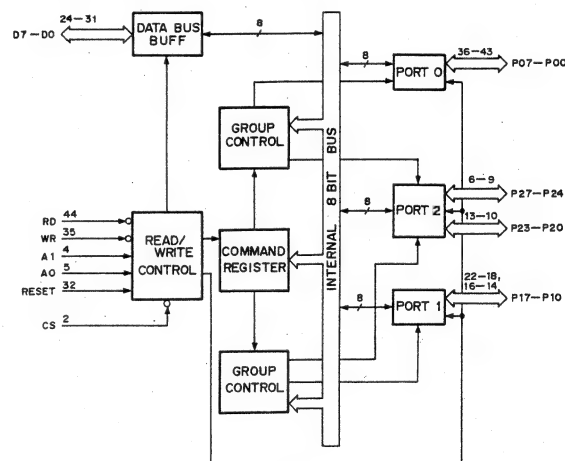 24-31
D7-D0
DATA BUS
BUFF
8
8
36-43
PORT 0
P07-P00
GROUP
CONTROL
INTERNAL 8 BIT BUS
6-9
P27-P24
8
PORT 2
13-10
P23-P20
RD 44
WR 35
A1 4
A0 5
RESET 32
CS 2
READ/
WRITE
CONTROL
COMMAND
REGISTER
22-18,
16-14
8
PORT 1
P17-P10
GROUP
CONTROL